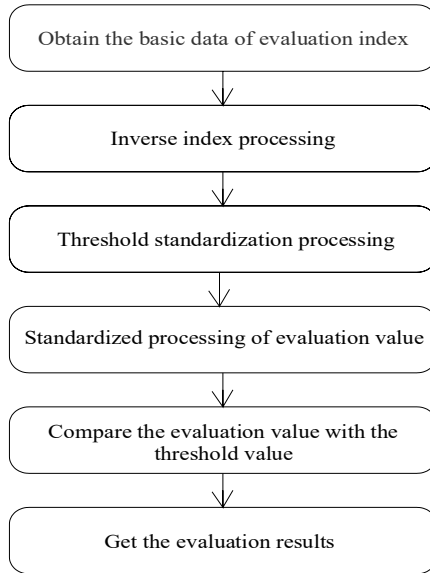 Obtain the basic data of evaluation index
Inverse index processing
Threshold standardization processing
Standardized processing of evaluation value
Compare the evaluation value with the
threshold value
Get the evaluation results